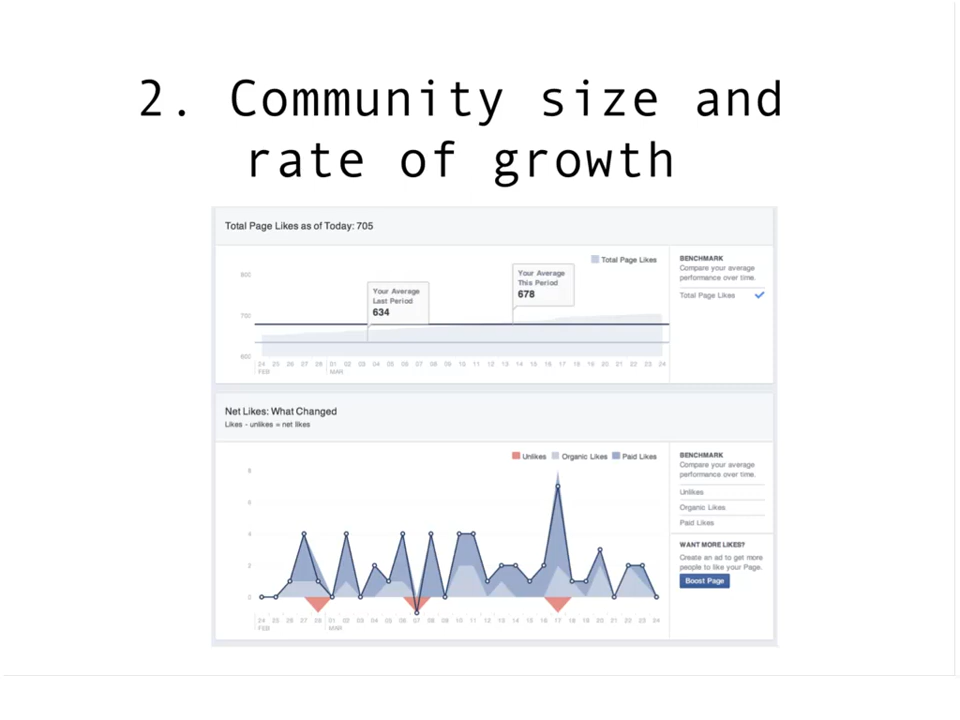 2. Community size and
rate of growth
Total Page Likes as of Today: 705
Total Page Likes
800
700
600
Your Average
Last Period
634
Your Average
This Period
678
24 25 26 27 28 01 02 03 04 05 06 07 08 09 10 11 12 13 14 15 16 17 18 19 20 21 22 23 24
FEB MAR
BENCHMARK
Compare your average
performance over time.
Total Page Likes
Net Likes: What Changed
Likes - unlikes = net likes
Unlikes Organic Likes Paid Likes
8
6
4
2
0
24 25 26 27 28 01 02 03 04 05 06 07 08 09 10 11 12 13 14 15 16 17 18 19 20 21 22 23 24
FEB MAR
BENCHMARK
Compare your average
performance over time.
Unlikes
Organic Likes
Paid Likes
WANT MORE LIKES?
Create an ad to get more
people to like your Page.
Boost Page